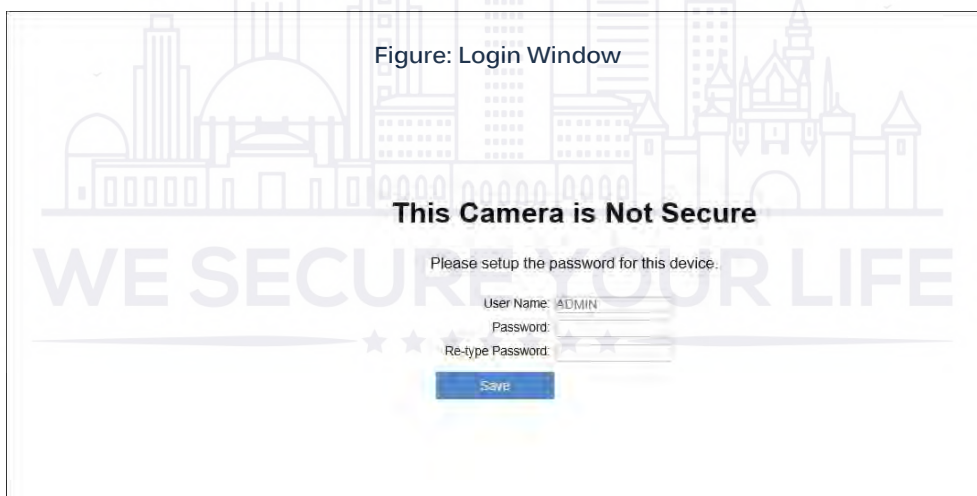 Figure: Login Window
This Camera is Not Secure
Please setup the password for this device.
WE SECURE YOUR LIFE
User Name: ADMIN
Password:
Re-type Password:
Save